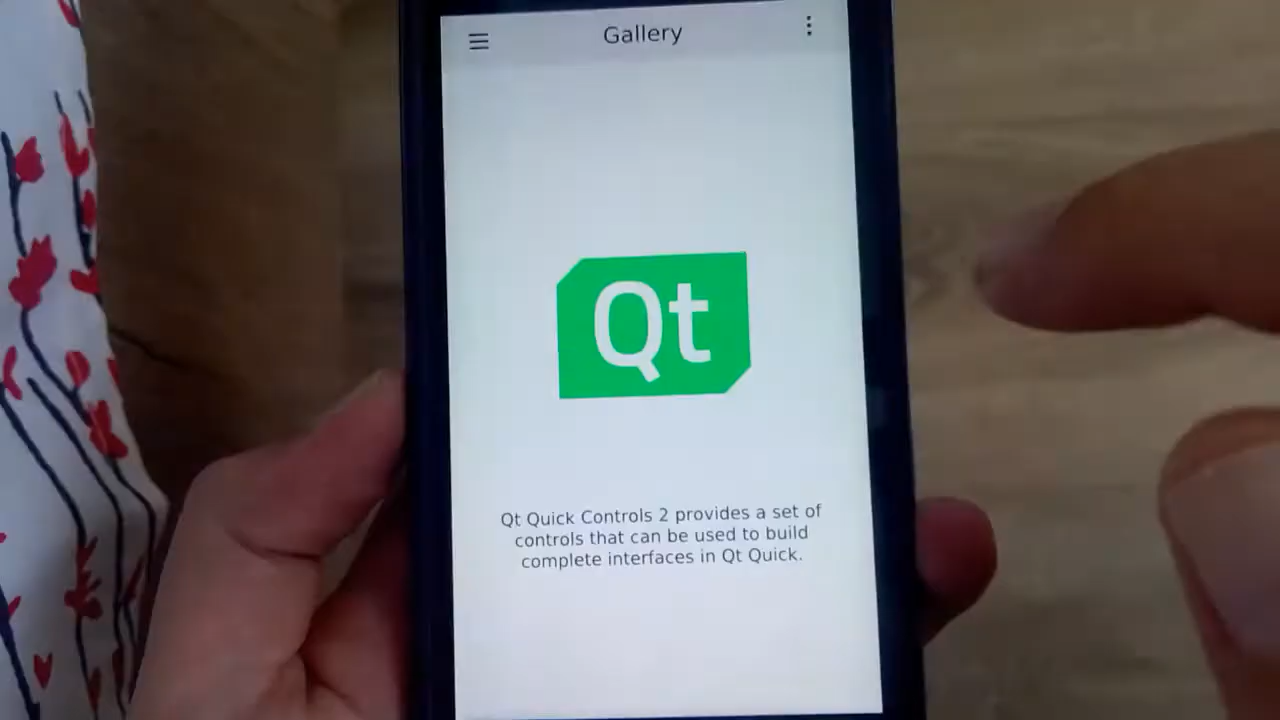 Gallery
Qt
Qt Quick Controls 2 provides a set of
controls that can be used to build
complete interfaces in Qt Quick.